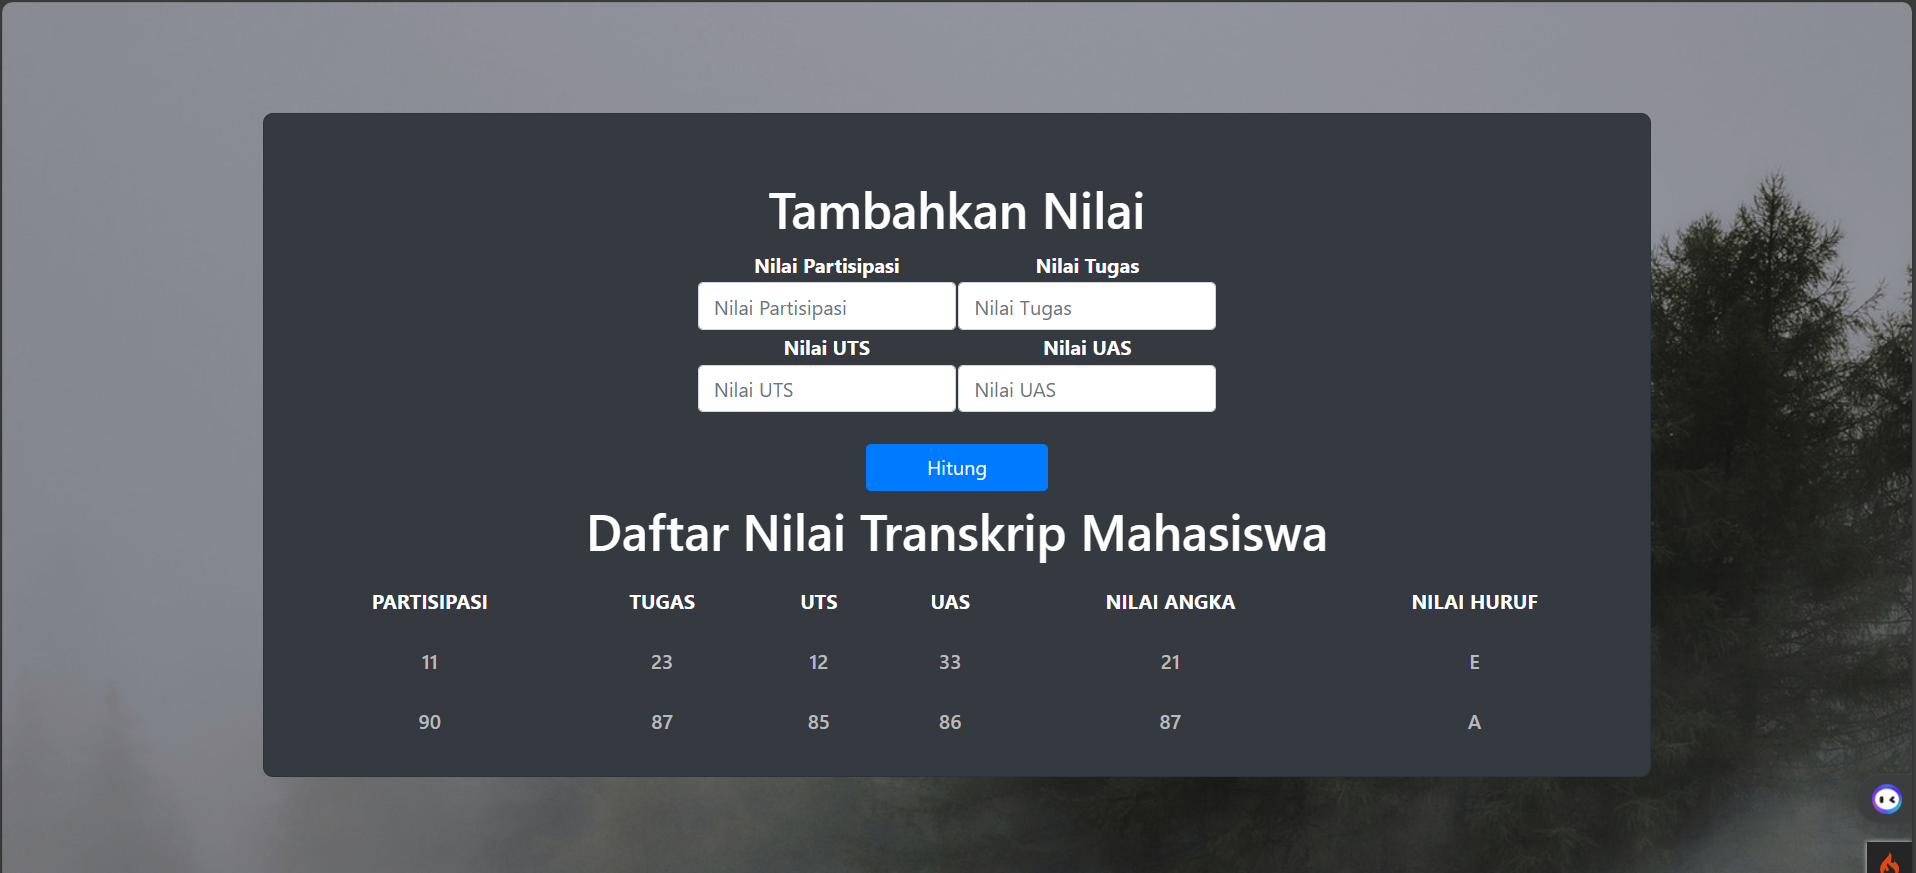 Tambahkan Nilai
Nilai Partisipasi Nilai Tugas
Nilai Partisipasi Nilai Tugas
Nilai UTS Nilai UAS
Nilai UTS Nilai UAS
Hitung
Daftar Nilai Transkrip Mahasiswa
PARTISIPASI TUGAS UTS UAS NILAI ANGKA NILAI HURUF
11 23 12 33 21 E
90 87 85 86 87 A